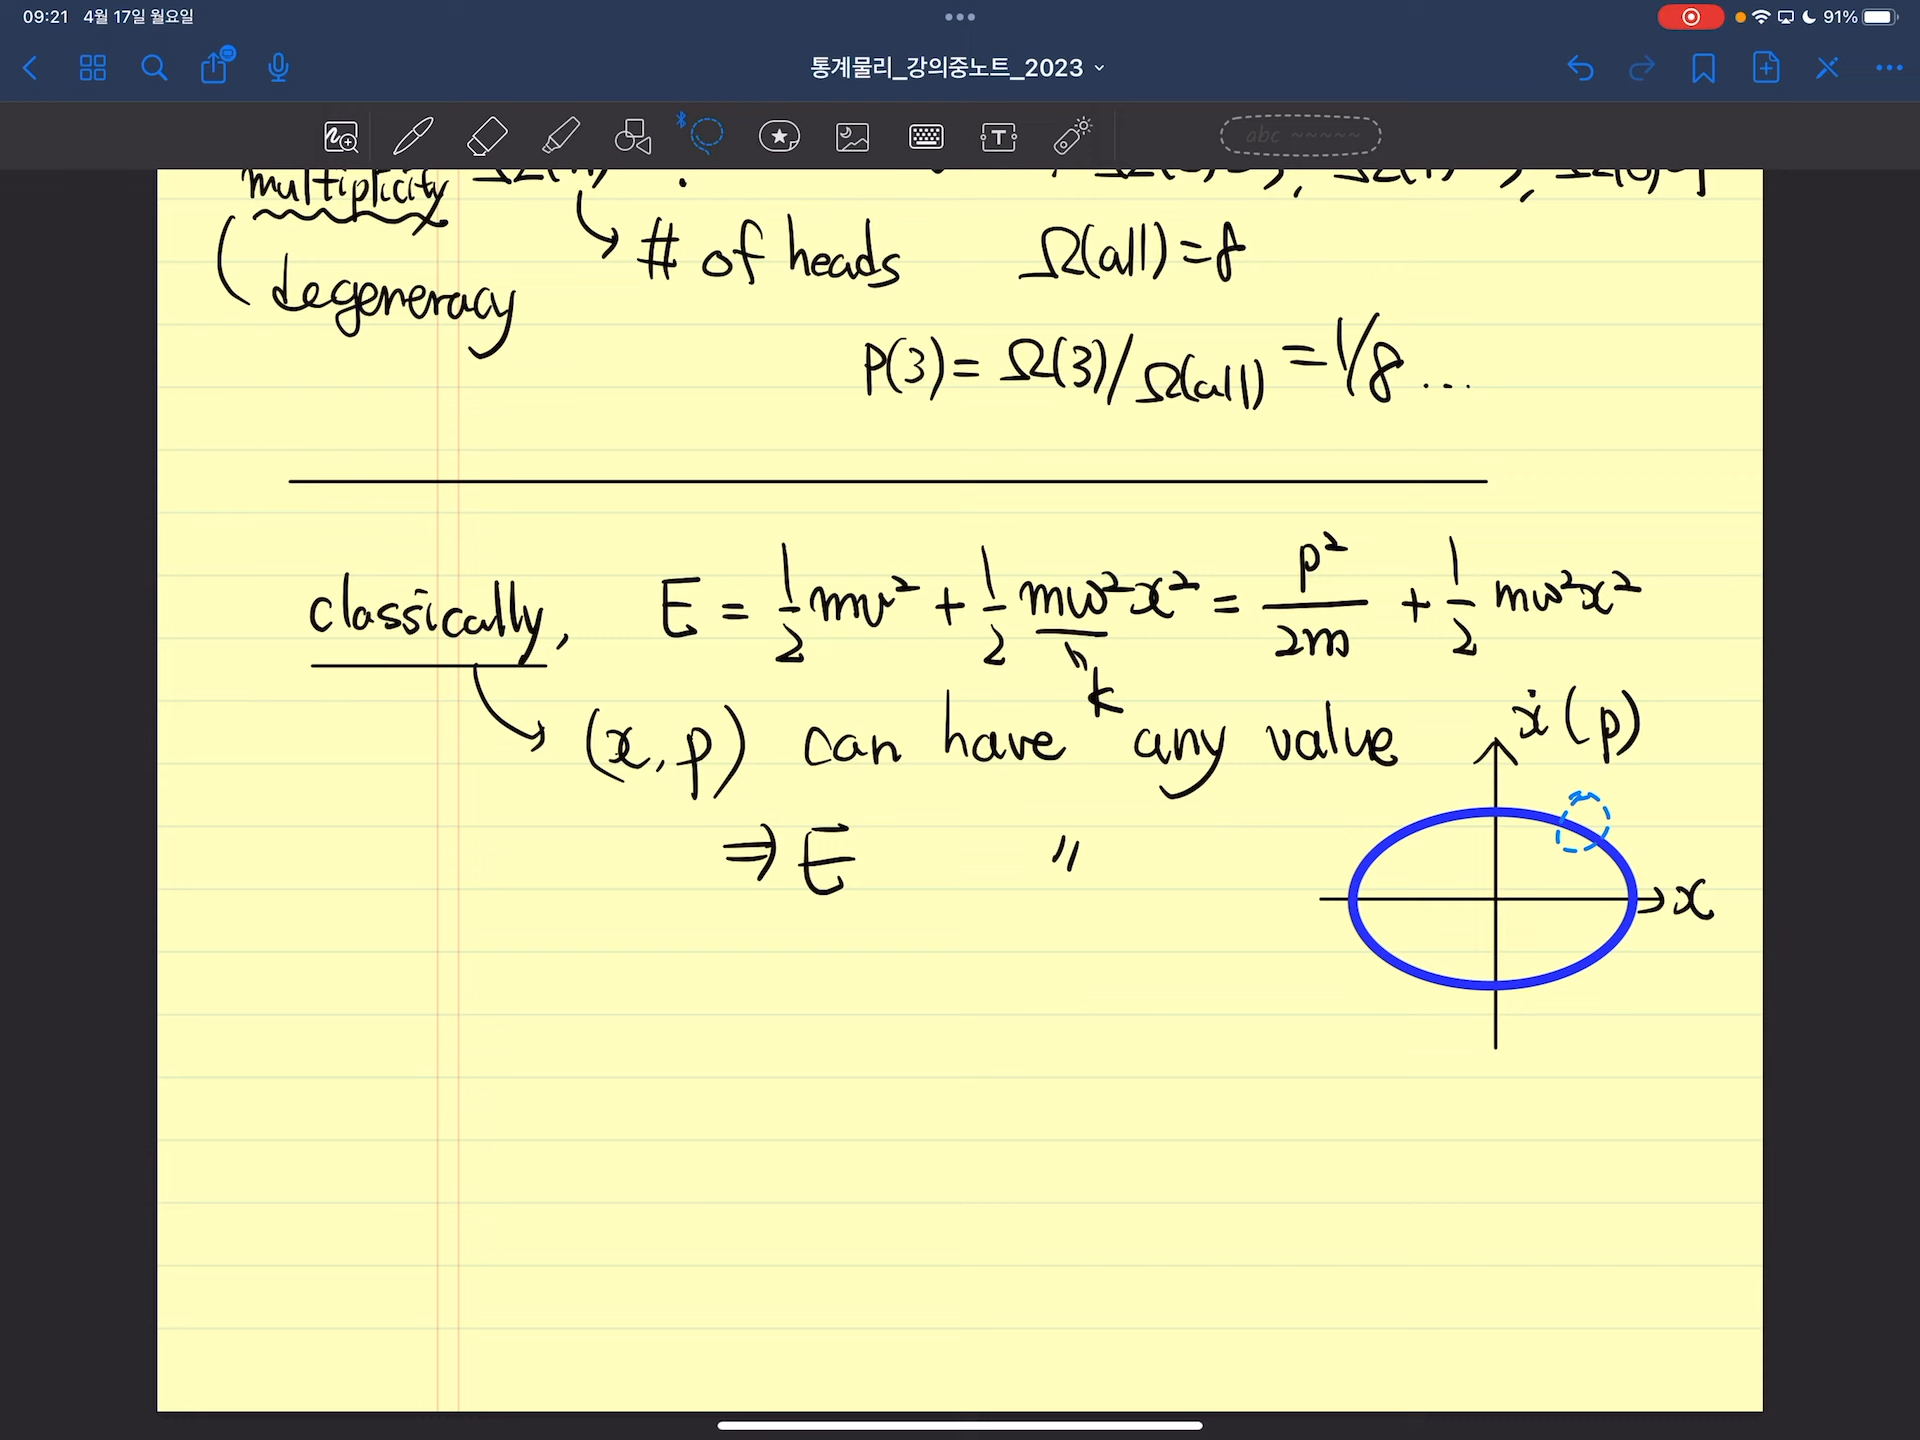 09:21 4월 17일 월요일
91%
통계물리_강의중노트_2023
abc ~~~~~
multiplicity
# of heads Ω(all)=8
( degeneracy
P(3)= Ω(3)/Ω(all) =1/8 ...
classically, E = 1/2 mv² + 1/2 mω²x² = p²/2m + 1/2 mω²x²
k
(x, p) can have any value
ẋ(p)
⇒ E "
x